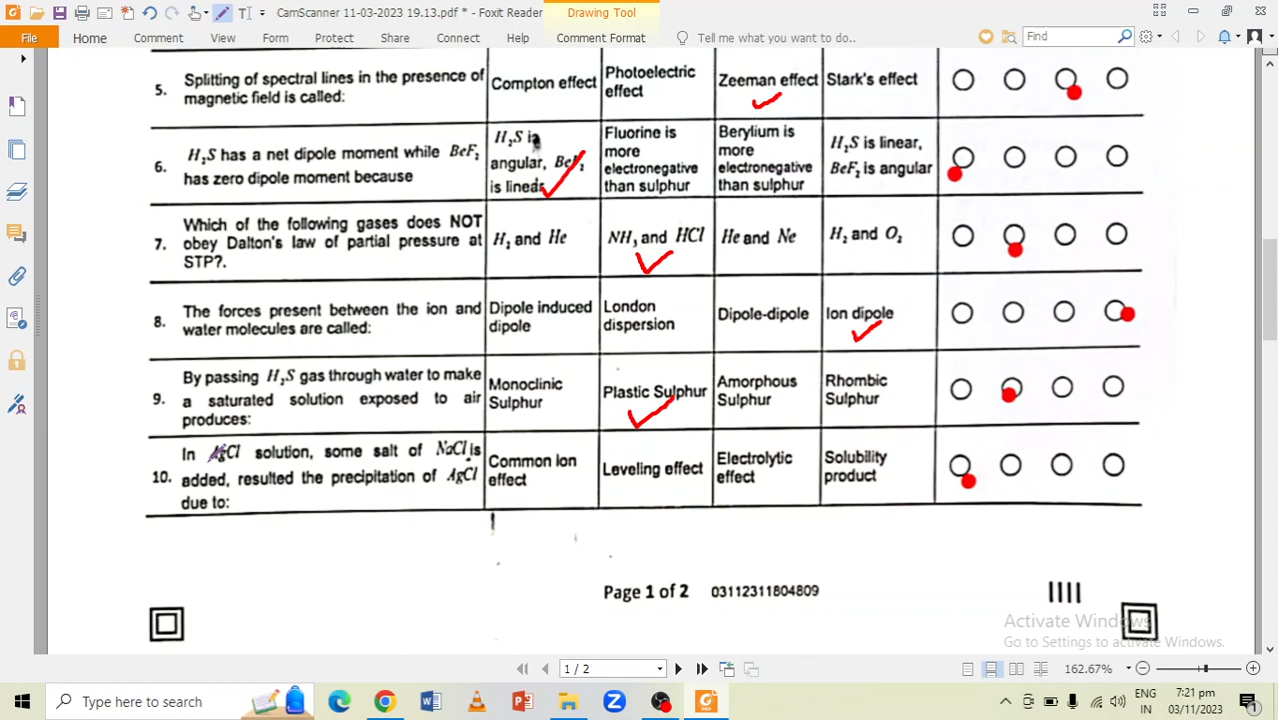 CamScanner 11-03-2023 19.13.pdf * - Foxit Reader
Drawing Tool
File Home Comment View Form Protect Share Connect Help Comment Format Tell me what you want to do... Find
5. Splitting of spectral lines in the presence of
magnetic field is called:
Compton effect
Photoelectric
effect
Zeeman effect
Stark's effect
6. H₂S has a net dipole moment while BeF₂
has zero dipole moment because
H₂S is
angular, BeF₂
is linear
Fluorine is
more
electronegative
than sulphur
Berylium is
more
electronegative
than sulphur
H₂S is linear,
BeF₂ is angular
7. Which of the following gases does NOT
obey Dalton's law of partial pressure at
STP?.
H₂ and He
NH₃ and HCl
He and Ne
H₂ and O₂
8. The forces present between the ion and
water molecules are called:
Dipole induced
dipole
London
dispersion
Dipole-dipole
Ion dipole
9. By passing H₂S gas through water to make
a saturated solution exposed to air
produces:
Monoclinic
Sulphur
Plastic Sulphur
Amorphous
Sulphur
Rhombic
Sulphur
10. In AgCl solution, some salt of NaCl is
added, resulted the precipitation of AgCl
due to:
Common ion
effect
Leveling effect
Electrolytic
effect
Solubility
product
Page 1 of 2 03112311804809
Activate Windows
Go to Settings to activate Windows.
1 / 2
162.67%
Type here to search
ENG
IN
7:21 pm
03/11/2023